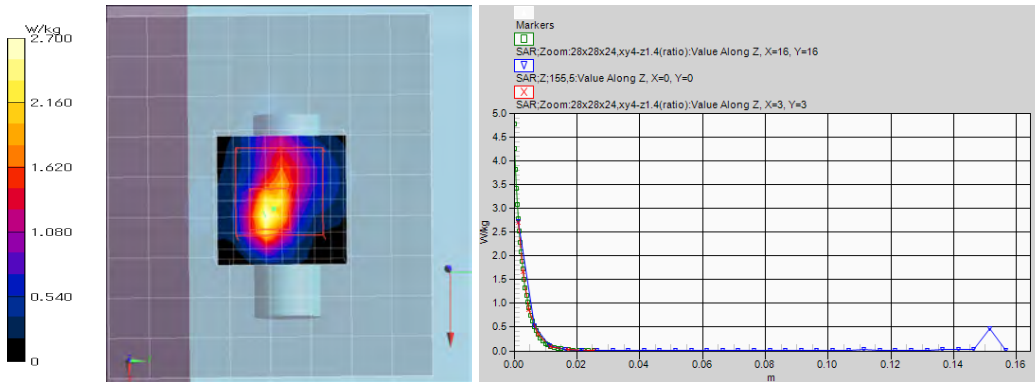 W/kg
2.700
2.160
1.620
1.080
0.540
0
Markers
SAR;Zoom:28x28x24,xy4-z1.4(ratio):Value Along Z, X=16, Y=16
SAR;Z;155,5:Value Along Z, X=0, Y=0
SAR;Zoom:28x28x24,xy4-z1.4(ratio):Value Along Z, X=3, Y=3
5.0
4.5
4.0
3.5
3.0
2.5
2.0
1.5
1.0
0.5
0.0
W/kg
0.00 0.02 0.04 0.06 0.08 0.10 0.12 0.14 0.16
m